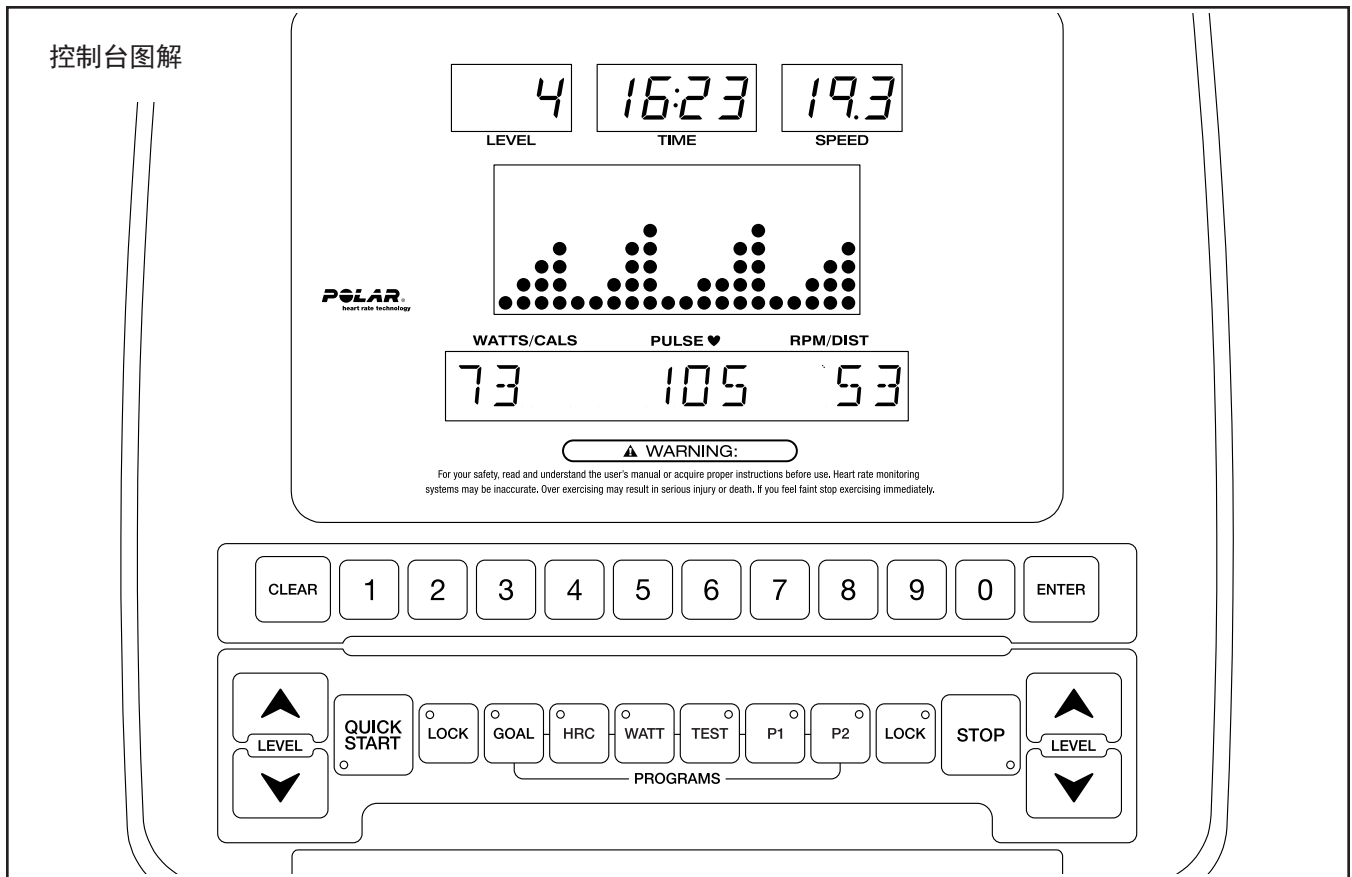 控制台图解
4 16:23 19.3
LEVEL TIME SPEED
POLAR®
heart rate technology
WATTS/CALS PULSE ♥ RPM/DIST
73 105 53
⚠ WARNING:
For your safety, read and understand the user's manual or acquire proper instructions before use. Heart rate monitoring
systems may be inaccurate. Over exercising may result in serious injury or death. If you feel faint stop exercising immediately.
CLEAR 1 2 3 4 5 6 7 8 9 0 ENTER
LEVEL
QUICK
START
LOCK GOAL HRC WATT TEST P1 P2 LOCK STOP
LEVEL
PROGRAMS